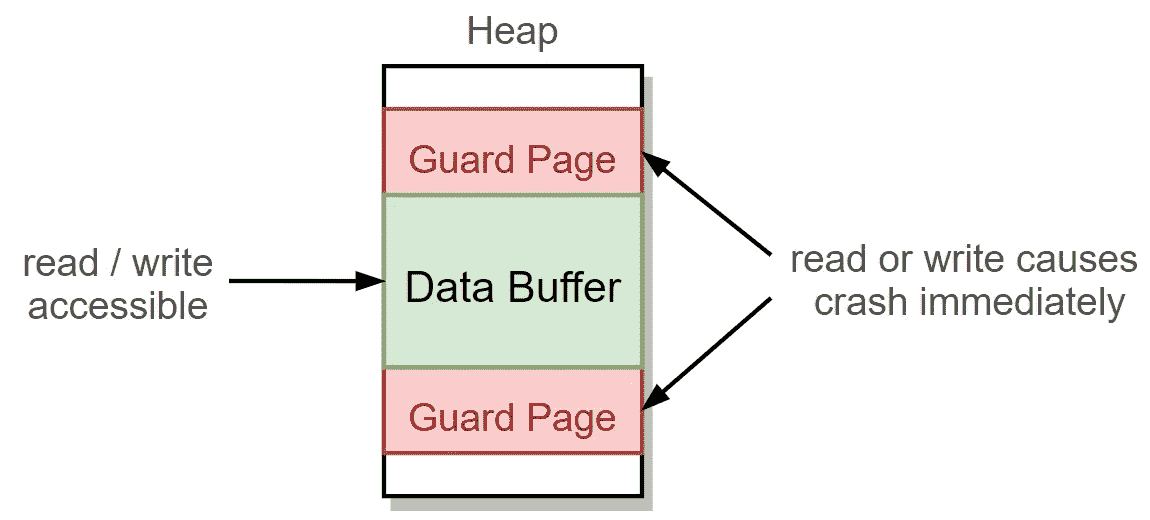 Heap
Guard Page
read / write
accessible
Data Buffer
read or write causes
crash immediately
Guard Page